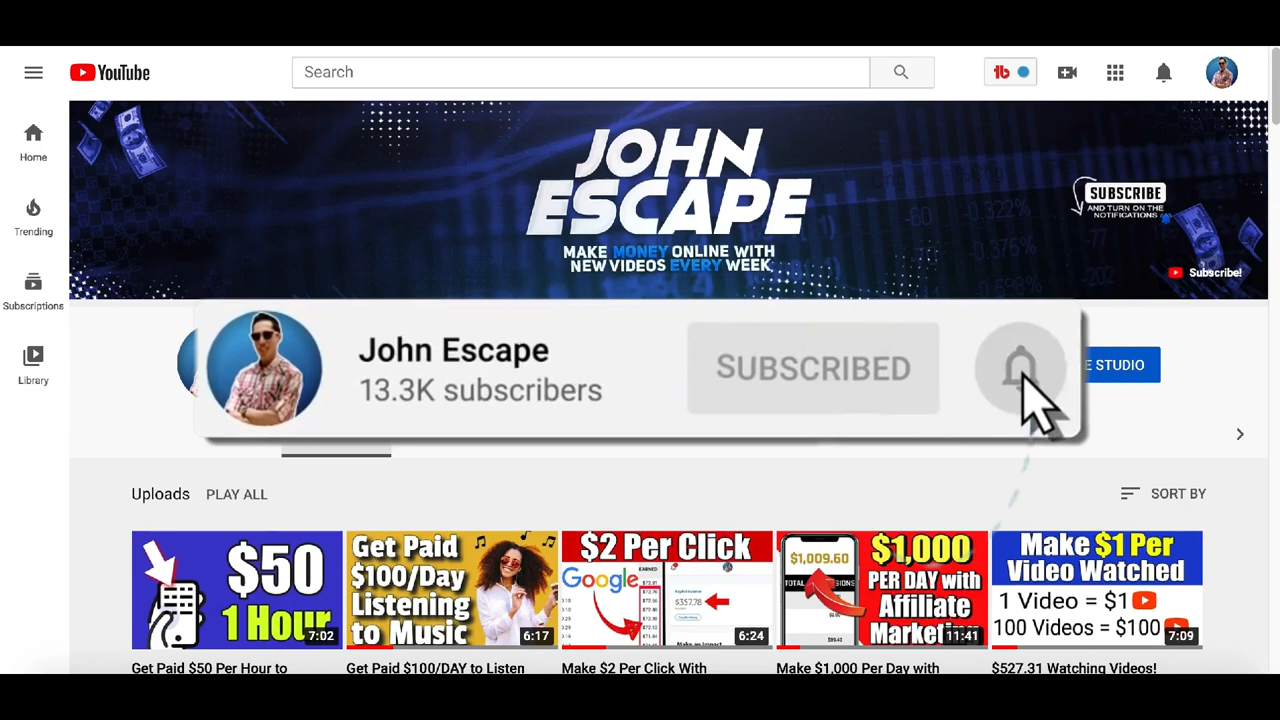 YouTube
Search
Home
Trending
Subscriptions
Library
JOHN
ESCAPE
MAKE MONEY ONLINE WITH
NEW VIDEOS EVERY WEEK
SUBSCRIBE
AND TURN ON THE
NOTIFICATIONS
Subscribe!
John Escape
13.3K subscribers
SUBSCRIBED
E STUDIO
Uploads
PLAY ALL
SORT BY
$50
1 Hour
7:02
Get Paid
$100/Day
Listening
to Music
6:17
$2 Per Click
Google
EARNED
$357.78
6:24
$1,009.60
$1,000
PER DAY with
Affiliate
Marketin
11:41
Make $1 Per
Video Watched
1 Video = $1
100 Videos = $100
7:09
Get Paid $50 Per Hour to
Get Paid $100/DAY to Listen
Make $2 Per Click With
Make $1,000 Per Day with
$527.31 Watching Videos!